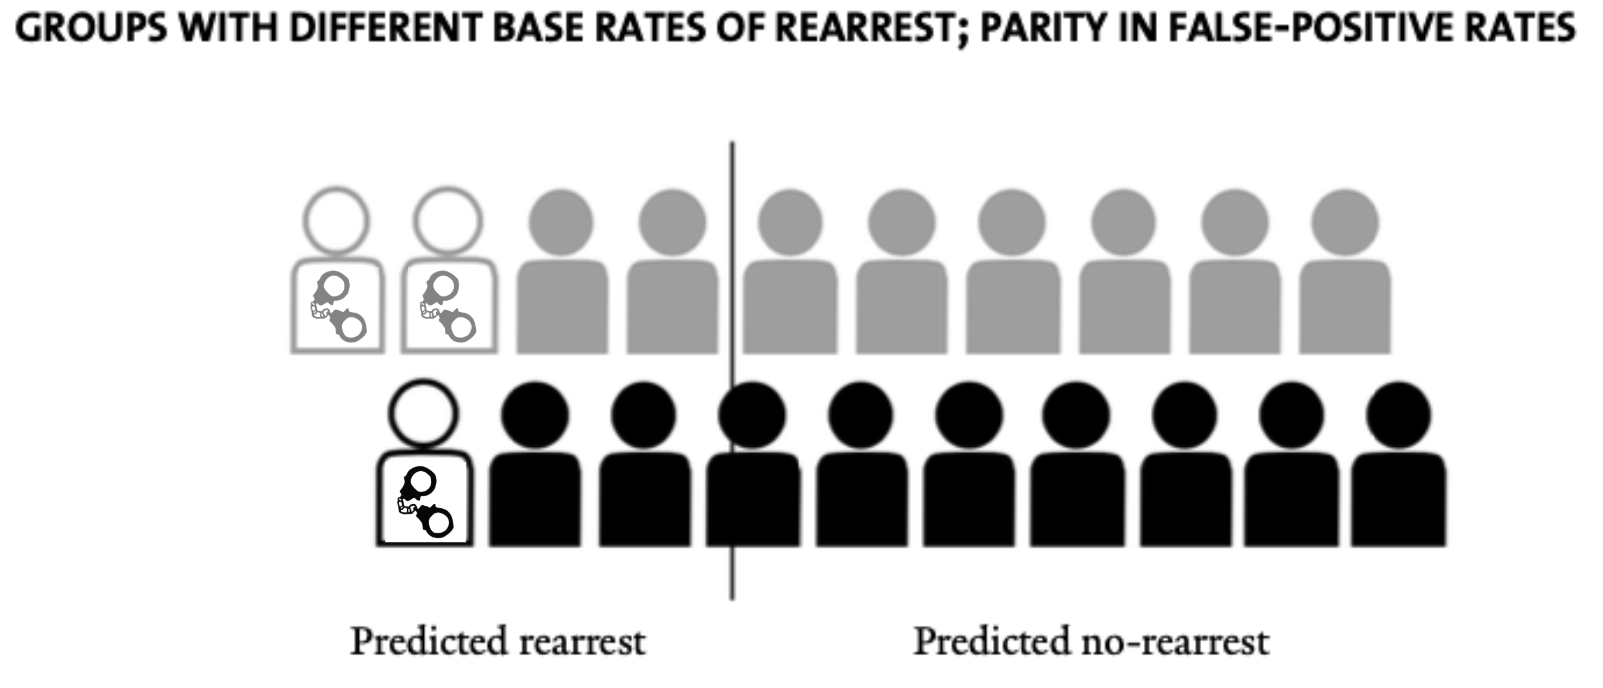 GROUPS WITH DIFFERENT BASE RATES OF REARREST; PARITY IN FALSE-POSITIVE RATES
Predicted rearrest
Predicted no-rearrest